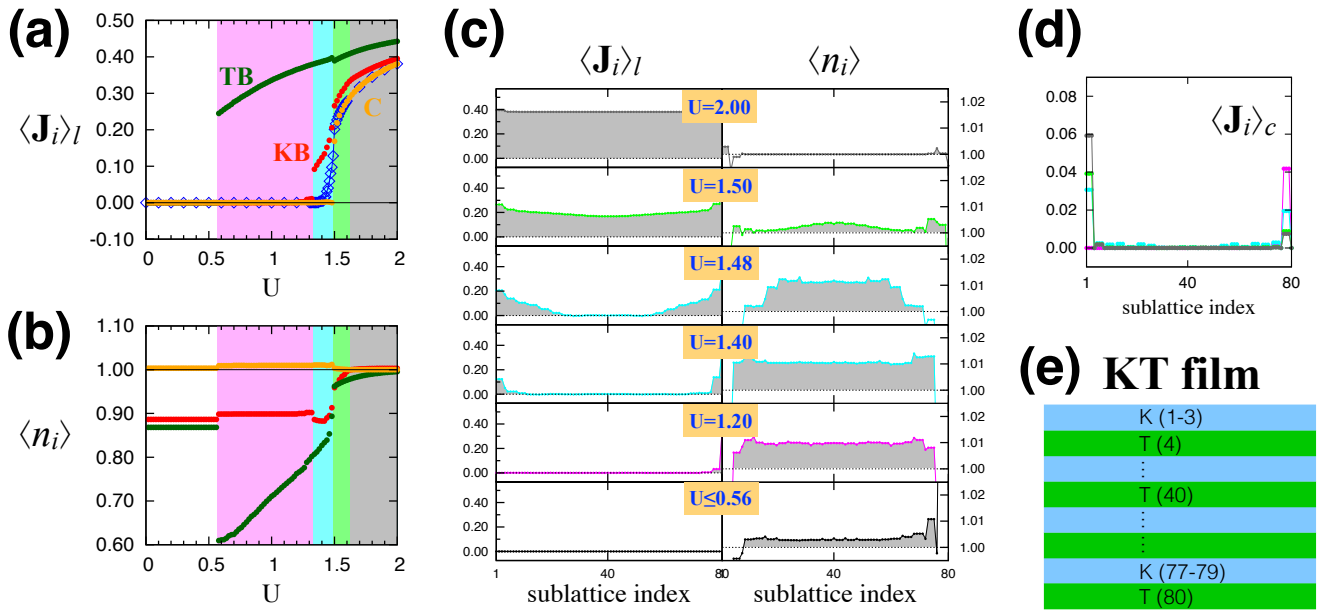 (a)
0.50
0.40
0.30
0.20
0.10
0.00
-0.10
⟨J_i⟩_l
TB
KB
C
0 0.5 1 1.5 2
U
(b)
1.10
1.00
0.90
0.80
0.70
0.60
⟨n_i⟩
0 0.5 1 1.5 2
U
(c)
⟨J_i⟩_l ⟨n_i⟩
U=2.00
0.40
0.20
0.00
1.02
1.01
1.00
U=1.50
0.40
0.20
0.00
1.02
1.01
1.00
U=1.48
0.40
0.20
0.00
1.02
1.01
1.00
U=1.40
0.40
0.20
0.00
1.02
1.01
1.00
U=1.20
0.40
0.20
0.00
1.02
1.01
1.00
U≤0.56
0.40
0.20
0.00
1.02
1.01
1.00
1 40 80 40 80
sublattice index sublattice index
(d)
⟨J_i⟩_c
0.08
0.06
0.04
0.02
0.00
1 40 80
sublattice index
(e) KT film
K (1-3)
T (4)
⋮
T (40)
⋮
⋮
K (77-79)
T (80)